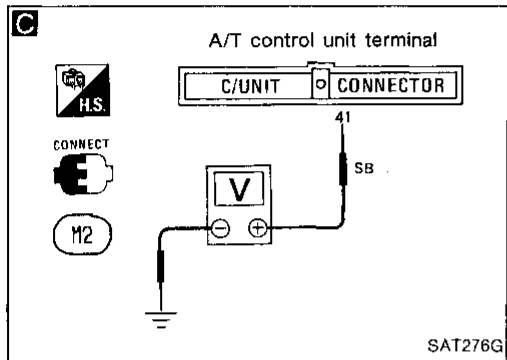 C
A/T control unit terminal
C/UNIT CONNECTOR
H.S.
41
CONNECT
SB
V
M2
SAT276G